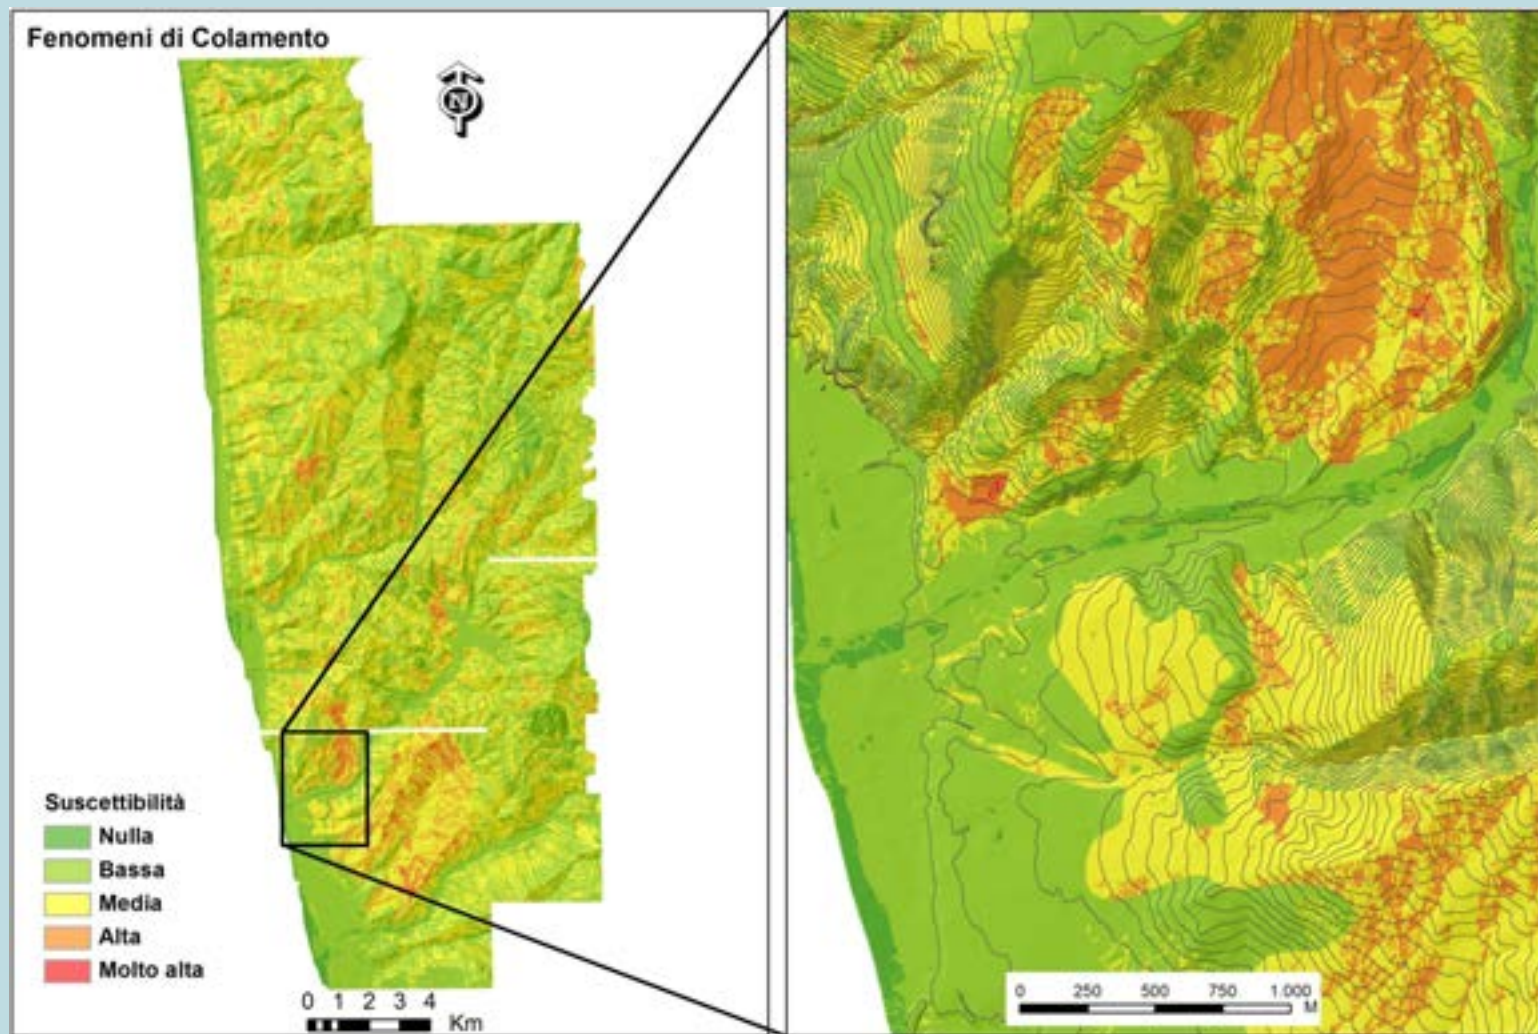 Fenomeni di Colamento
N
Suscettibilità
Nulla
Bassa
Media
Alta
Molto alta
0 1 2 3 4
Km
0 250 500 750 1.000
M